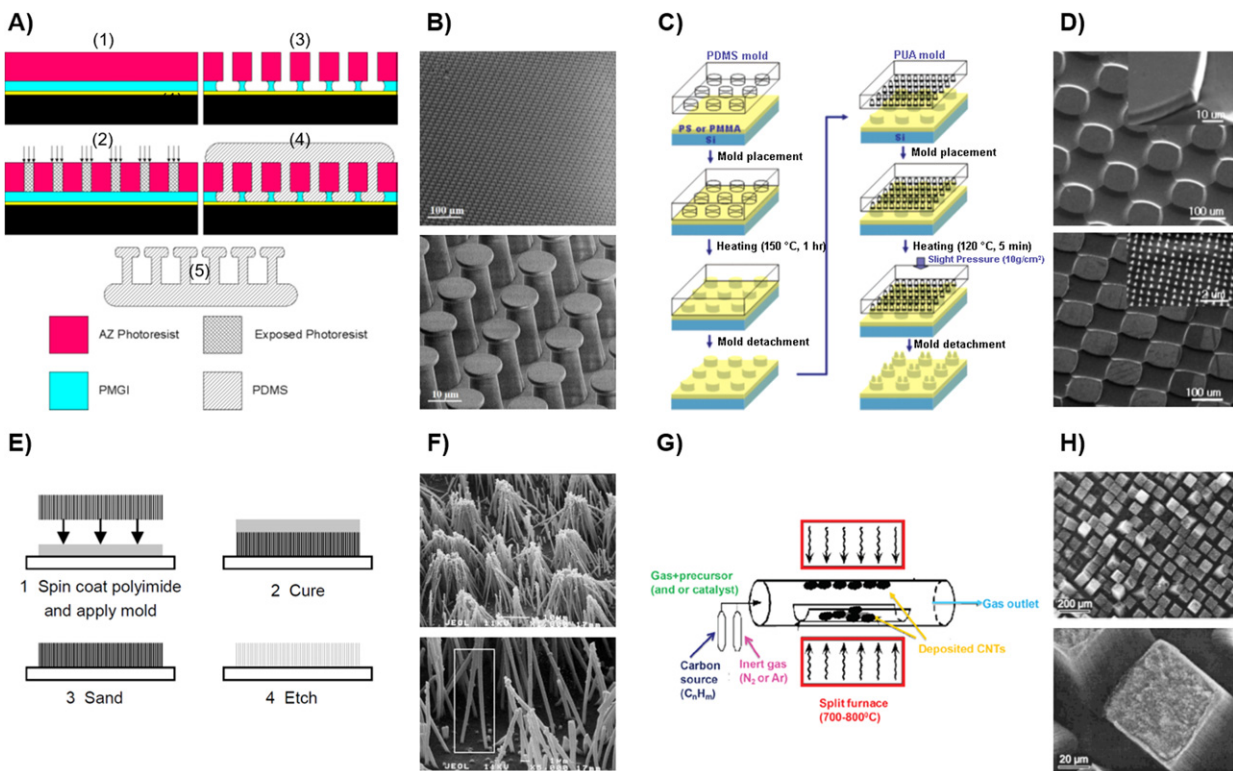 A)
(1)
(3)
(2)
(4)
(5)
AZ Photoresist
Exposed Photoresist
PMGI
PDMS
B)
100 µm
10 µm
C)
PDMS mold
PS or PMMA
Si
Mold placement
Heating (150 °C, 1 hr)
Mold detachment
PUA mold
Si
Mold placement
Heating (120 °C, 5 min)
Slight Pressure (10g/cm²)
Mold detachment
D)
10 um
100 um
2 um
100 um
E)
1 Spin coat polyimide
and apply mold
2 Cure
3 Sand
4 Etch
F)
JEOL
JEOL
G)
Gas+precursor
(and or catalyst)
Gas outlet
Deposited CNTs
Carbon
source
(CnHm)
Inert gas
(N₂ or Ar)
Split furnace
(700-800⁰C)
H)
200 µm
20 µm